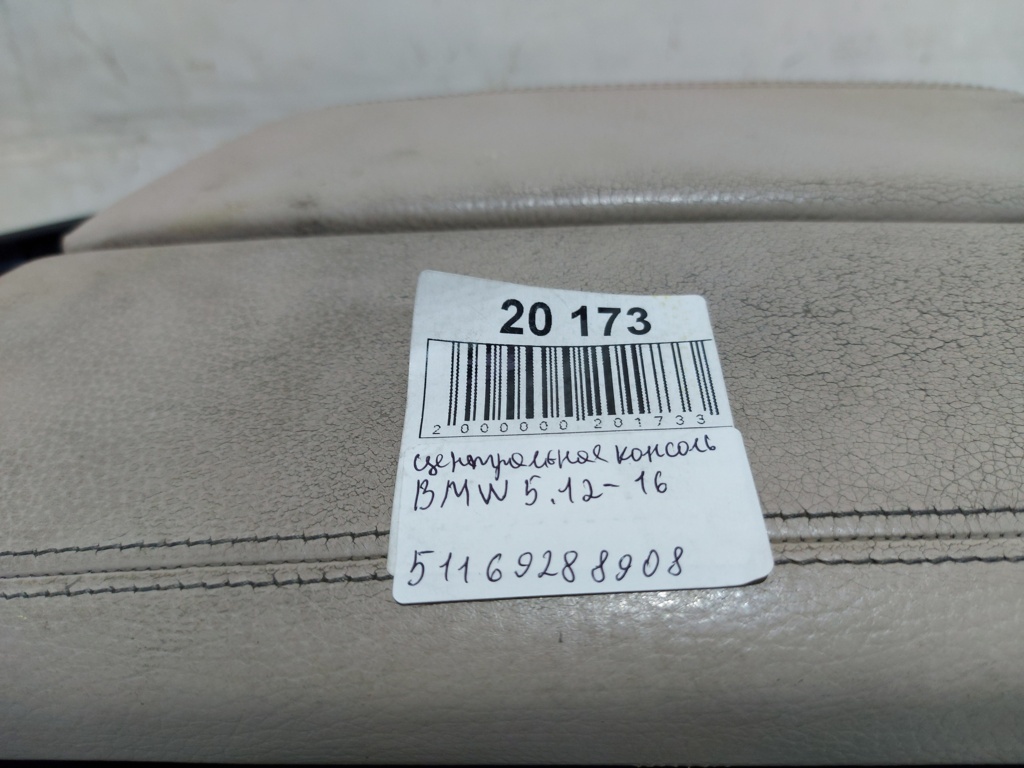 20 173
2 000000 201733
центральная консоль
BMW 5.12-16
51169288908